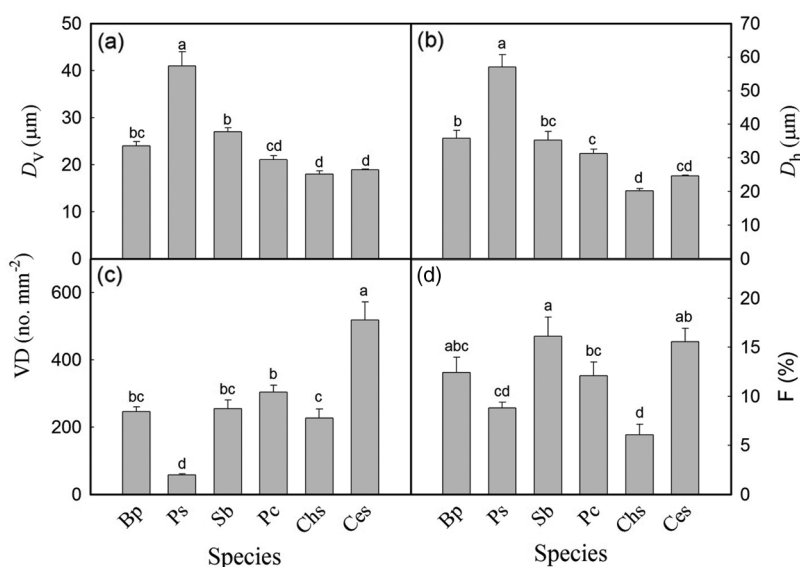 (a)
50
40
30
20
10
0
Dv (μm)
bc
a
b
cd
d
d
(b)
b
a
bc
c
d
cd
70
60
50
40
30
20
10
0
Dh (μm)
(c)
600
400
200
0
VD (no. mm-2)
bc
d
bc
b
c
a
Bp
Ps
Sb
Pc
Chs
Ces
Species
(d)
abc
cd
a
bc
d
ab
20
15
10
5
0
F (%)
Bp
Ps
Sb
Pc
Chs
Ces
Species